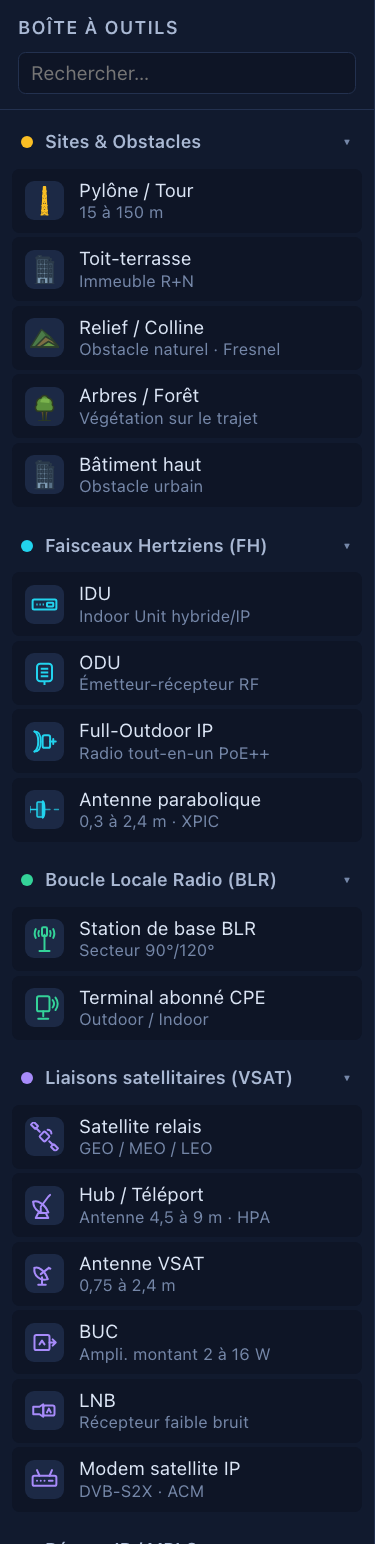 BOÎTE À OUTILS
Rechercher...
Sites & Obstacles
Pylône / Tour
15 à 150 m
Toit-terrasse
Immeuble R+N
Relief / Colline
Obstacle naturel · Fresnel
Arbres / Forêt
Végétation sur le trajet
Bâtiment haut
Obstacle urbain
Faisceaux Hertziens (FH)
IDU
Indoor Unit hybride/IP
ODU
Émetteur-récepteur RF
Full-Outdoor IP
Radio tout-en-un PoE++
Antenne parabolique
0,3 à 2,4 m · XPIC
Boucle Locale Radio (BLR)
Station de base BLR
Secteur 90°/120°
Terminal abonné CPE
Outdoor / Indoor
Liaisons satellitaires (VSAT)
Satellite relais
GEO / MEO / LEO
Hub / Téléport
Antenne 4,5 à 9 m · HPA
Antenne VSAT
0,75 à 2,4 m
BUC
Ampli. montant 2 à 16 W
LNB
Récepteur faible bruit
Modem satellite IP
DVB-S2X · ACM